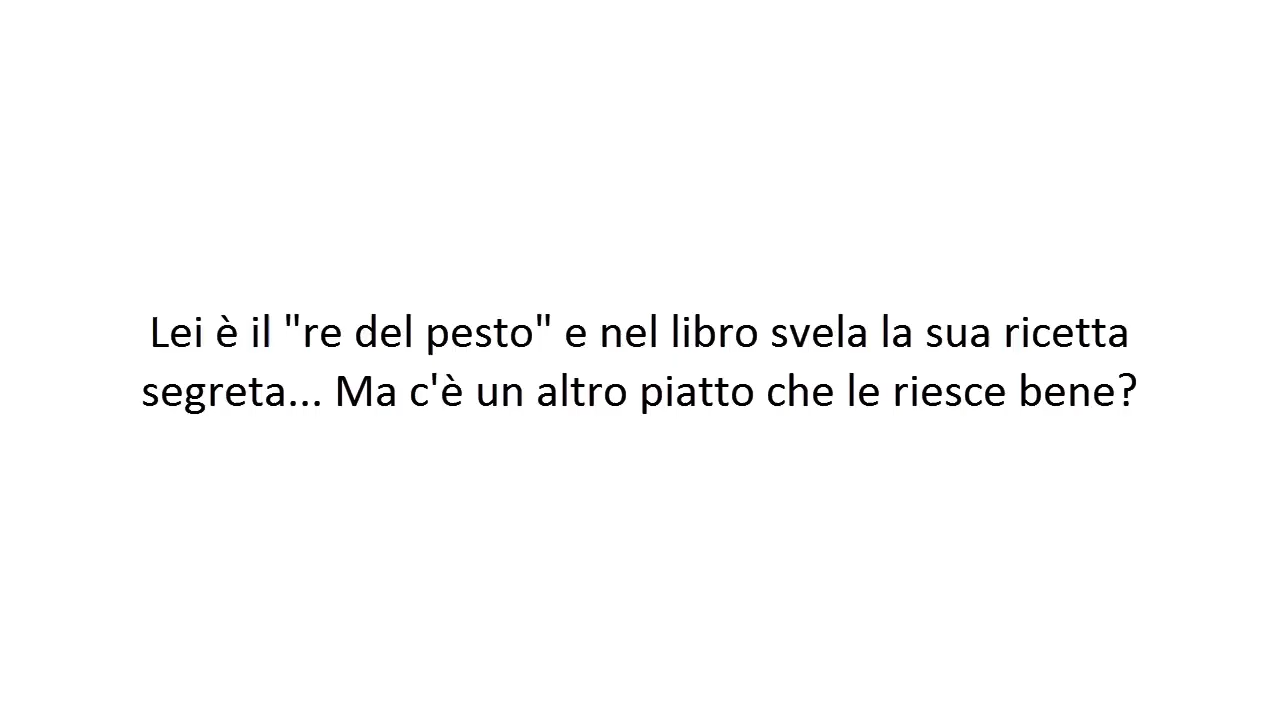 Lei è il "re del pesto" e nel libro svela la sua ricetta
segreta... Ma c'è un altro piatto che le riesce bene?